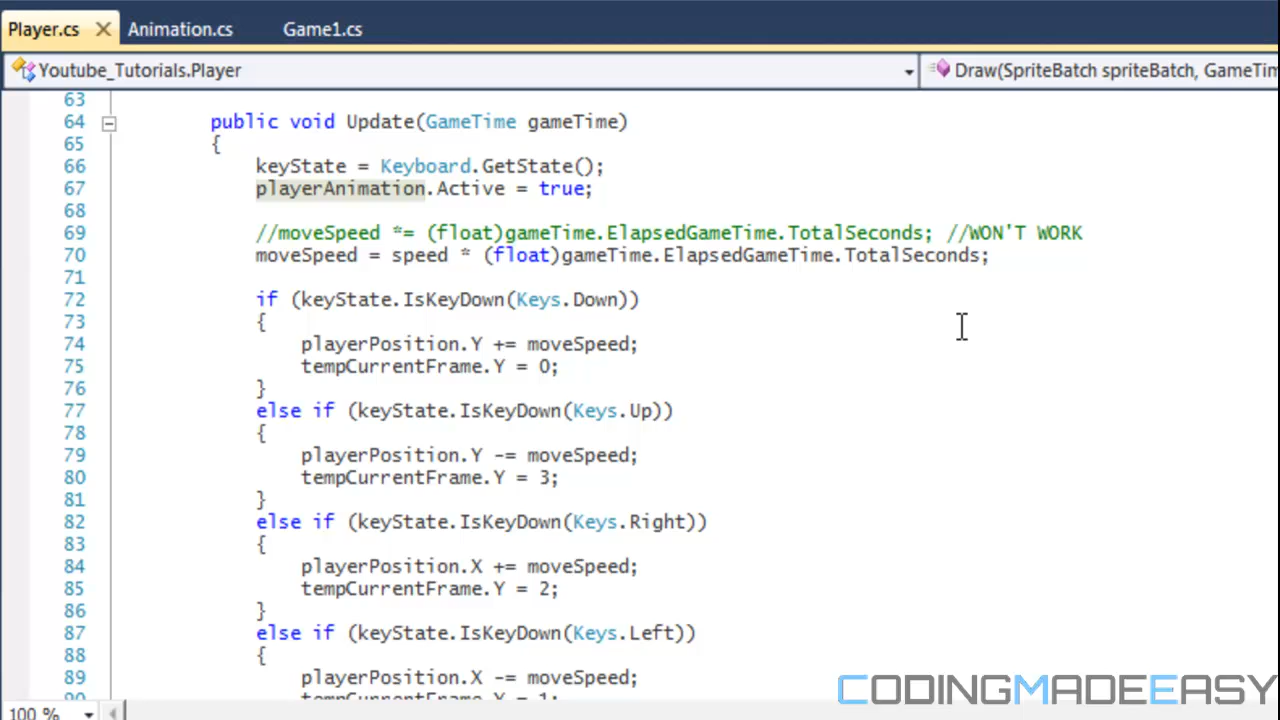 Player.cs Animation.cs Game1.cs
Youtube_Tutorials.Player Draw(SpriteBatch spriteBatch, GameTim
63
64 public void Update(GameTime gameTime)
65 {
66 keyState = Keyboard.GetState();
67 playerAnimation.Active = true;
68
69 //moveSpeed *= (float)gameTime.ElapsedGameTime.TotalSeconds; //WON'T WORK
70 moveSpeed = speed * (float)gameTime.ElapsedGameTime.TotalSeconds;
71
72 if (keyState.IsKeyDown(Keys.Down))
73 {
74 playerPosition.Y += moveSpeed;
75 tempCurrentFrame.Y = 0;
76 }
77 else if (keyState.IsKeyDown(Keys.Up))
78 {
79 playerPosition.Y -= moveSpeed;
80 tempCurrentFrame.Y = 3;
81 }
82 else if (keyState.IsKeyDown(Keys.Right))
83 {
84 playerPosition.X += moveSpeed;
85 tempCurrentFrame.Y = 2;
86 }
87 else if (keyState.IsKeyDown(Keys.Left))
88 {
89 playerPosition.X -= moveSpeed;
90 tempCurrentFrame.Y = 1;
100 %
CODINGMADEEASY